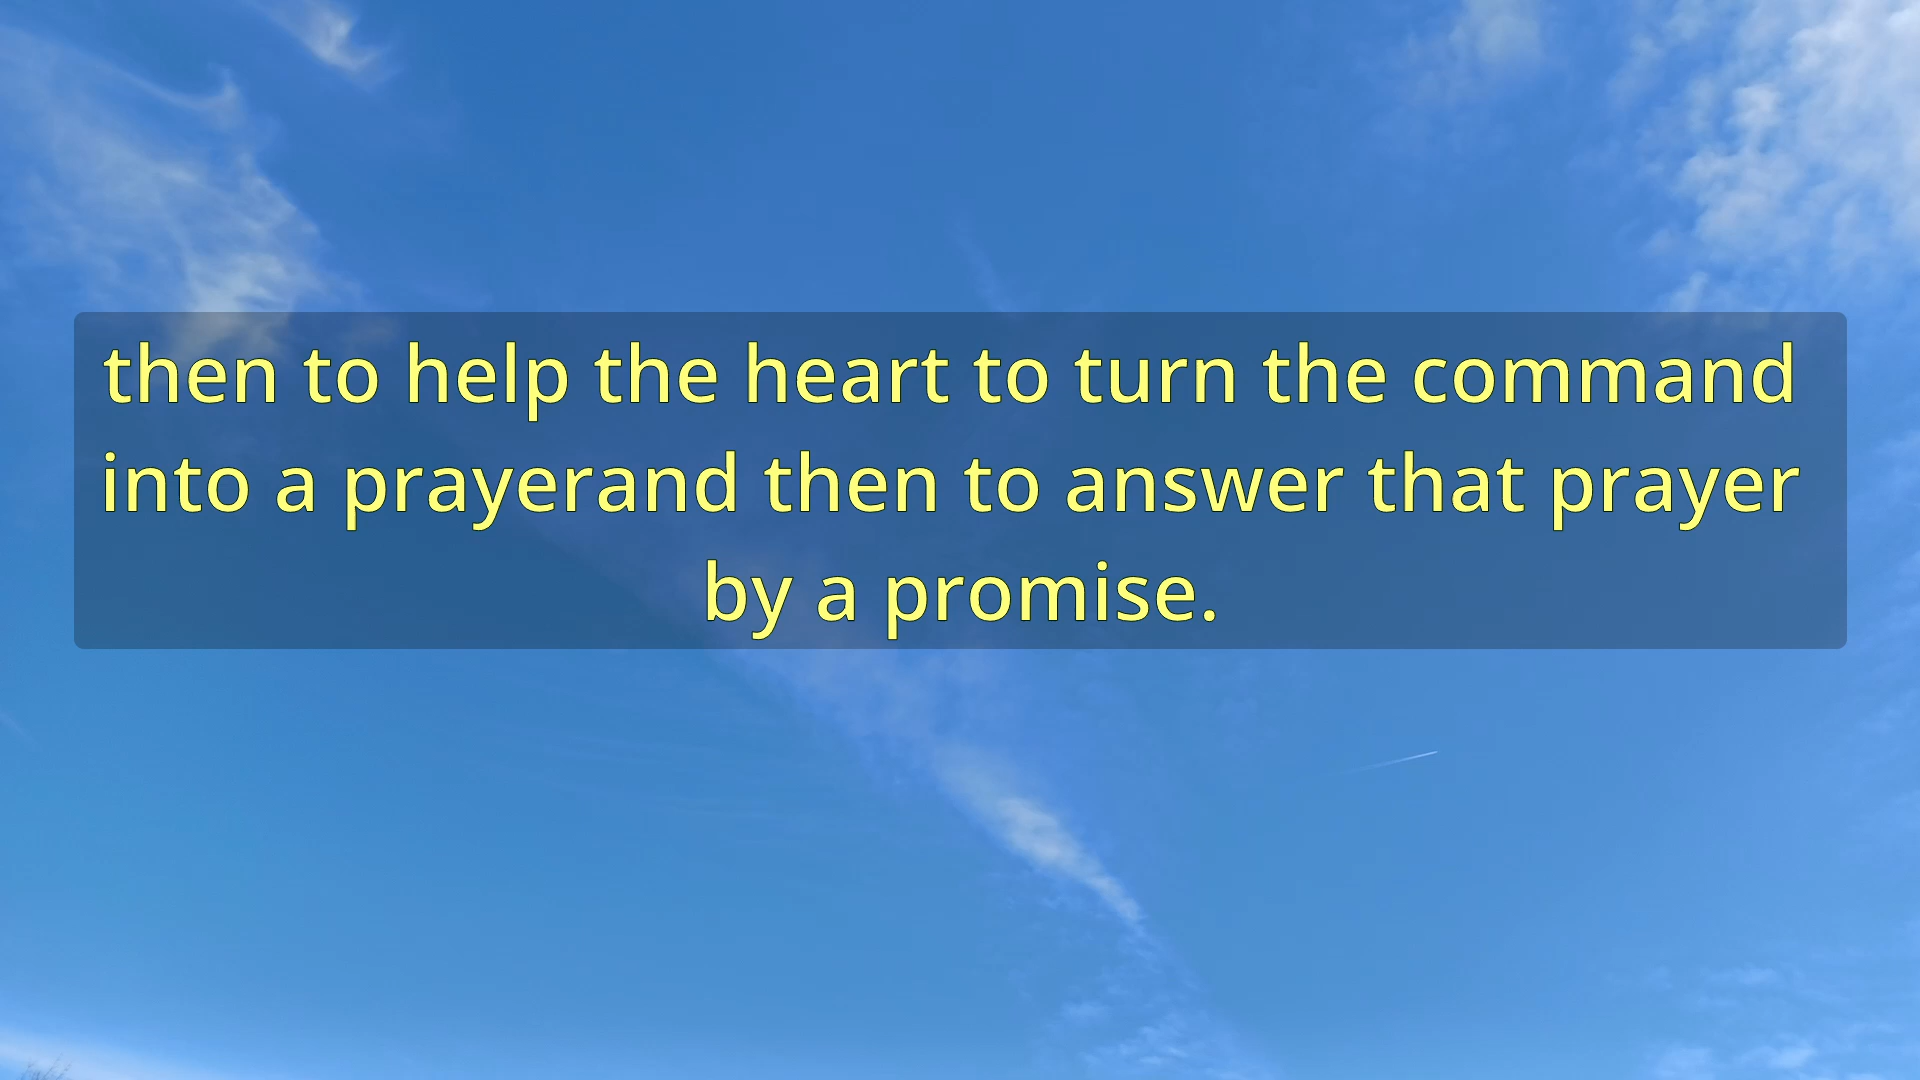 then to help the heart to turn the command
into a prayerand then to answer that prayer
by a promise.